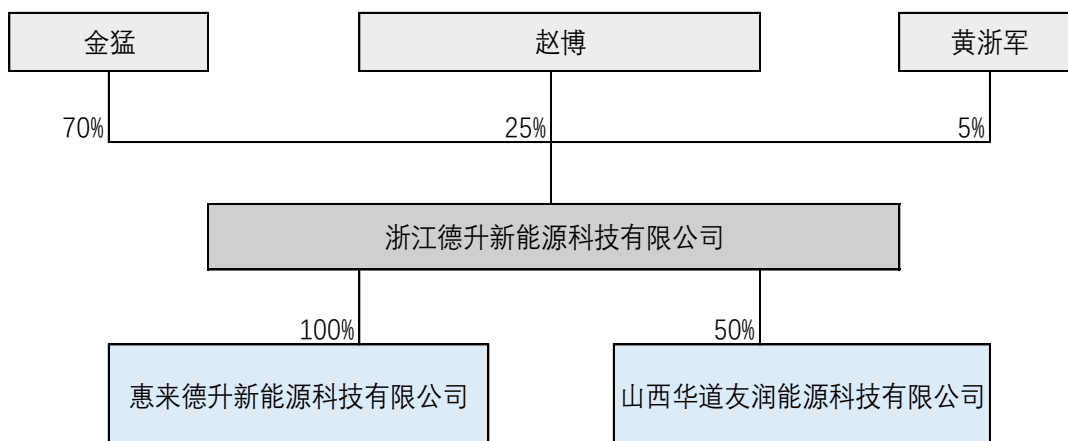 金猛
赵博
黄浙军
70%
25%
5%
浙江德升新能源科技有限公司
100%
50%
惠来德升新能源科技有限公司
山西华道友润能源科技有限公司